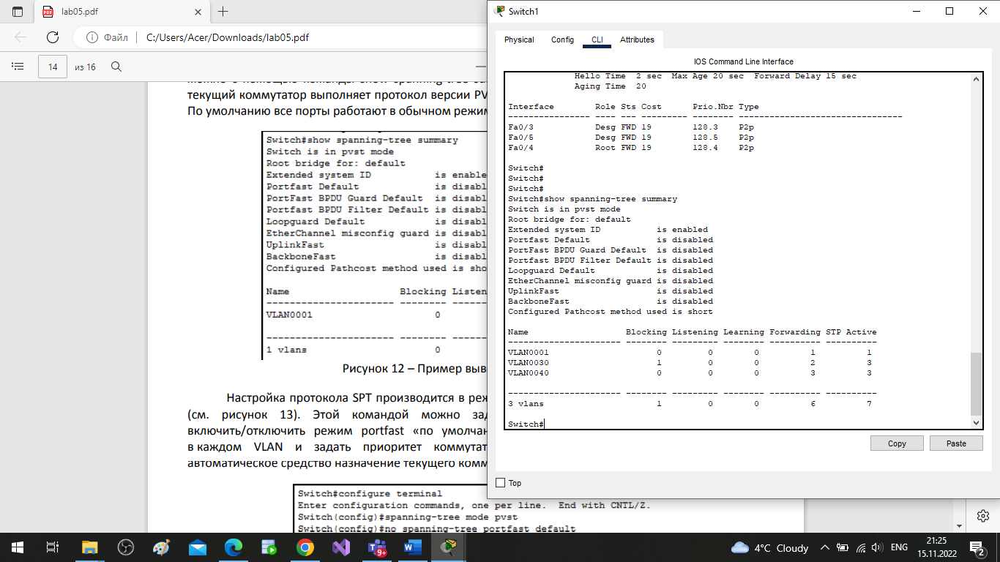 lab05.pdf
Файл
C:/Users/Acer/Downloads/lab05.pdf
14
из 16
текущий коммутатор выполняет протокол версии PV
По умолчанию все порты работают в обычном режим
Switch#show spanning-tree summary
Switch is in pvst mode
Root bridge for: default
Extended system ID is enable
Portfast Default is disabl
PortFast BPDU Guard Default is disabl
Portfast BPDU Filter Default is disabl
Loopguard Default is disabl
EtherChannel misconfig guard is disabl
UplinkFast is disabl
BackboneFast is disabl
Configured Pathcost method used is sho
Name Blocking Listen
---------------------- -------- ------
VLAN0001 0
---------------------- -------- ------
1 vlans 0
Рисунок 12 – Пример выв
Настройка протокола SPT производится в реж
(см. рисунок 13). Этой командой можно зад
включить/отключить режим portfast «по умолчан
в каждом VLAN и задать приоритет коммутат
автоматическое средство назначение текущего комм
Switch#configure terminal
Enter configuration commands, one per line. End with CNTL/Z.
Switch(config)#spanning-tree mode pvst
Switch(config)#no spanning-tree portfast default
Switch1
Physical Config CLI Attributes
IOS Command Line Interface
Hello Time 2 sec Max Age 20 sec Forward Delay 15 sec
Aging Time 20
Interface Role Sts Cost Prio.Nbr Type
---------------- ---- --- --------- -------- --------------------------------
Fa0/3 Desg FWD 19 128.3 P2p
Fa0/5 Desg FWD 19 128.5 P2p
Fa0/4 Root FWD 19 128.4 P2p
Switch#
Switch#
Switch#
Switch#show spanning-tree summary
Switch is in pvst mode
Root bridge for: default
Extended system ID is enabled
Portfast Default is disabled
PortFast BPDU Guard Default is disabled
Portfast BPDU Filter Default is disabled
Loopguard Default is disabled
EtherChannel misconfig guard is disabled
UplinkFast is disabled
BackboneFast is disabled
Configured Pathcost method used is short
Name Blocking Listening Learning Forwarding STP Active
---------------------- -------- --------- -------- ---------- ----------
VLAN0001 0 0 0 1 1
VLAN0030 1 0 0 2 3
VLAN0040 0 0 0 3 3
---------------------- -------- --------- -------- ---------- ----------
3 vlans 1 0 0 6 7
Switch#
Copy Paste
Top
9+
4°C Cloudy
ENG
21:25
15.11.2022
2